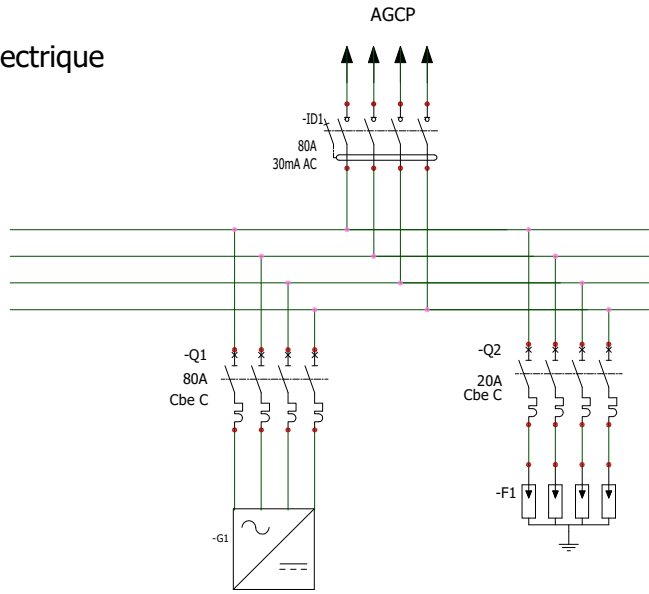 AGCP
ectrique
-ID1
80A
30mA AC
-Q1
80A
Cbe C
-Q2
20A
Cbe C
-F1
-G1